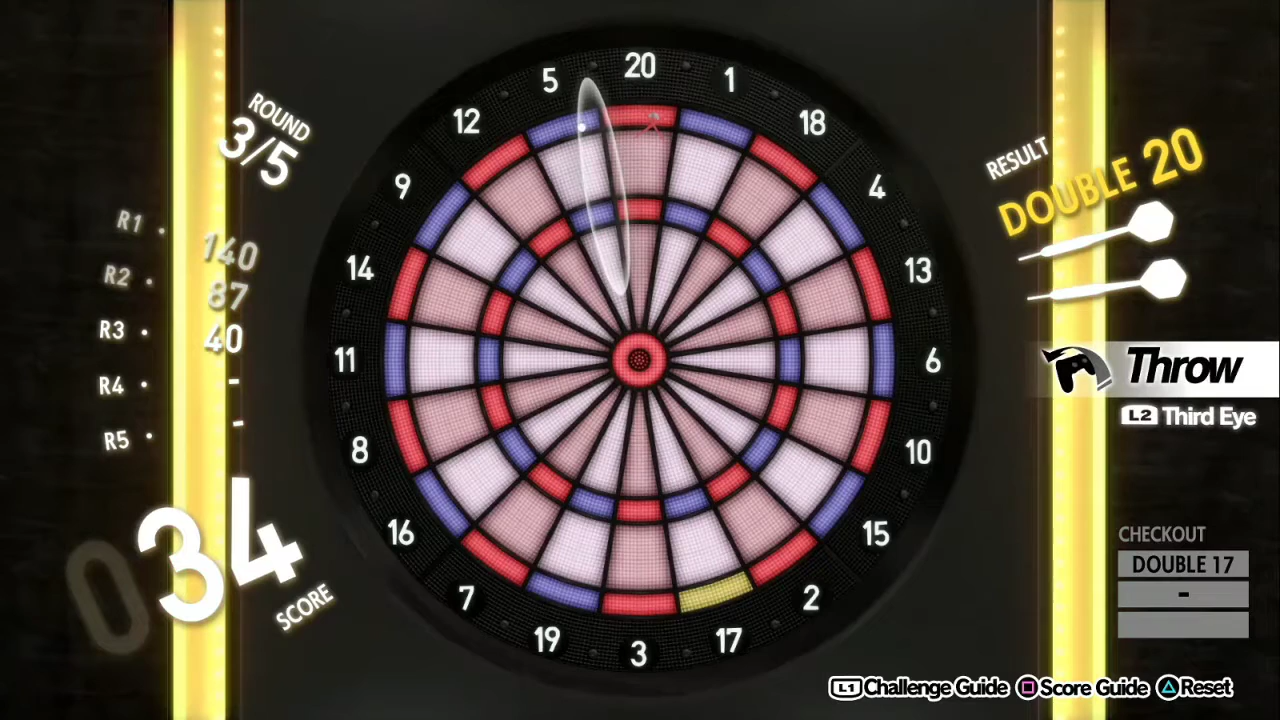 ROUND
3/5
R1 140
R2 87
R3 40
R4 -
R5 -
034
SCORE
20
1
18
4
13
6
10
15
2
17
3
19
7
16
8
11
14
9
12
5
RESULT
DOUBLE 20
Throw
L2 Third Eye
CHECKOUT
DOUBLE 17
-
L1 Challenge Guide Score Guide Reset